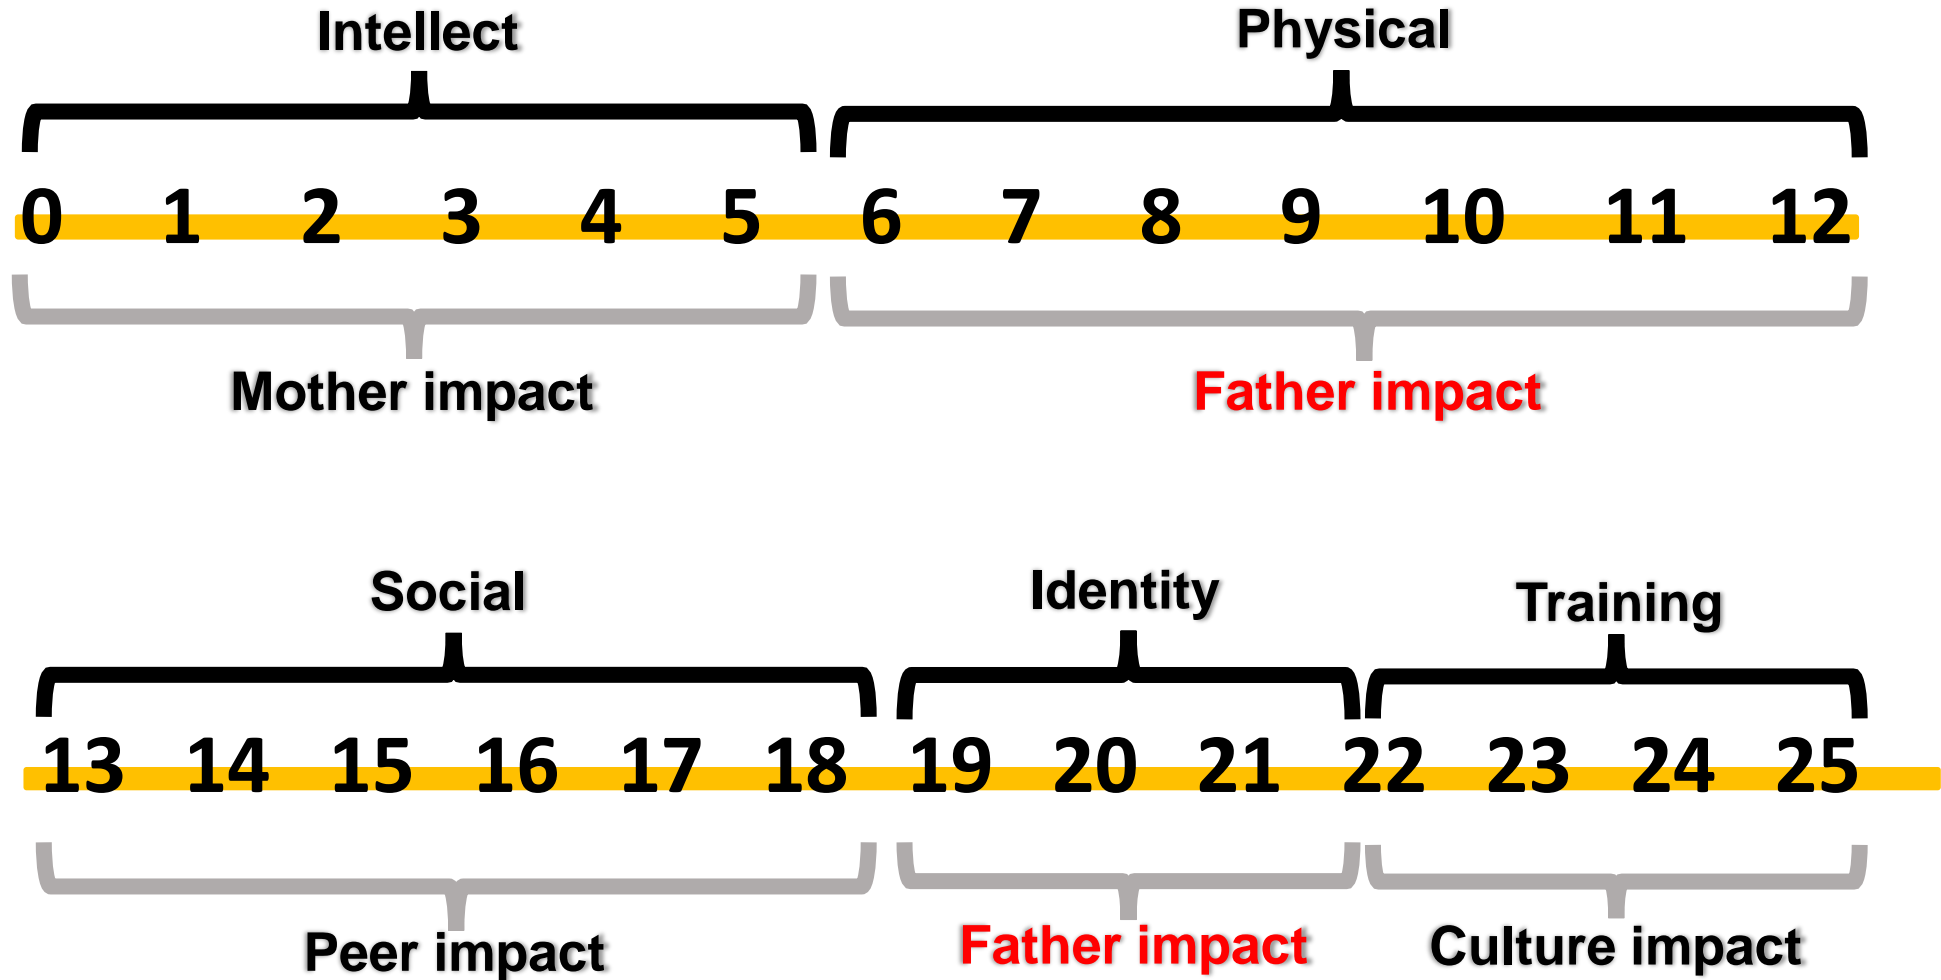 Intellect Physical
0 1 2 3 4 5 6 7 8 9 10 11 12
Mother impact Father impact
Social Identity Training
13 14 15 16 17 18 19 20 21 22 23 24 25
Peer impact Father impact Culture impact